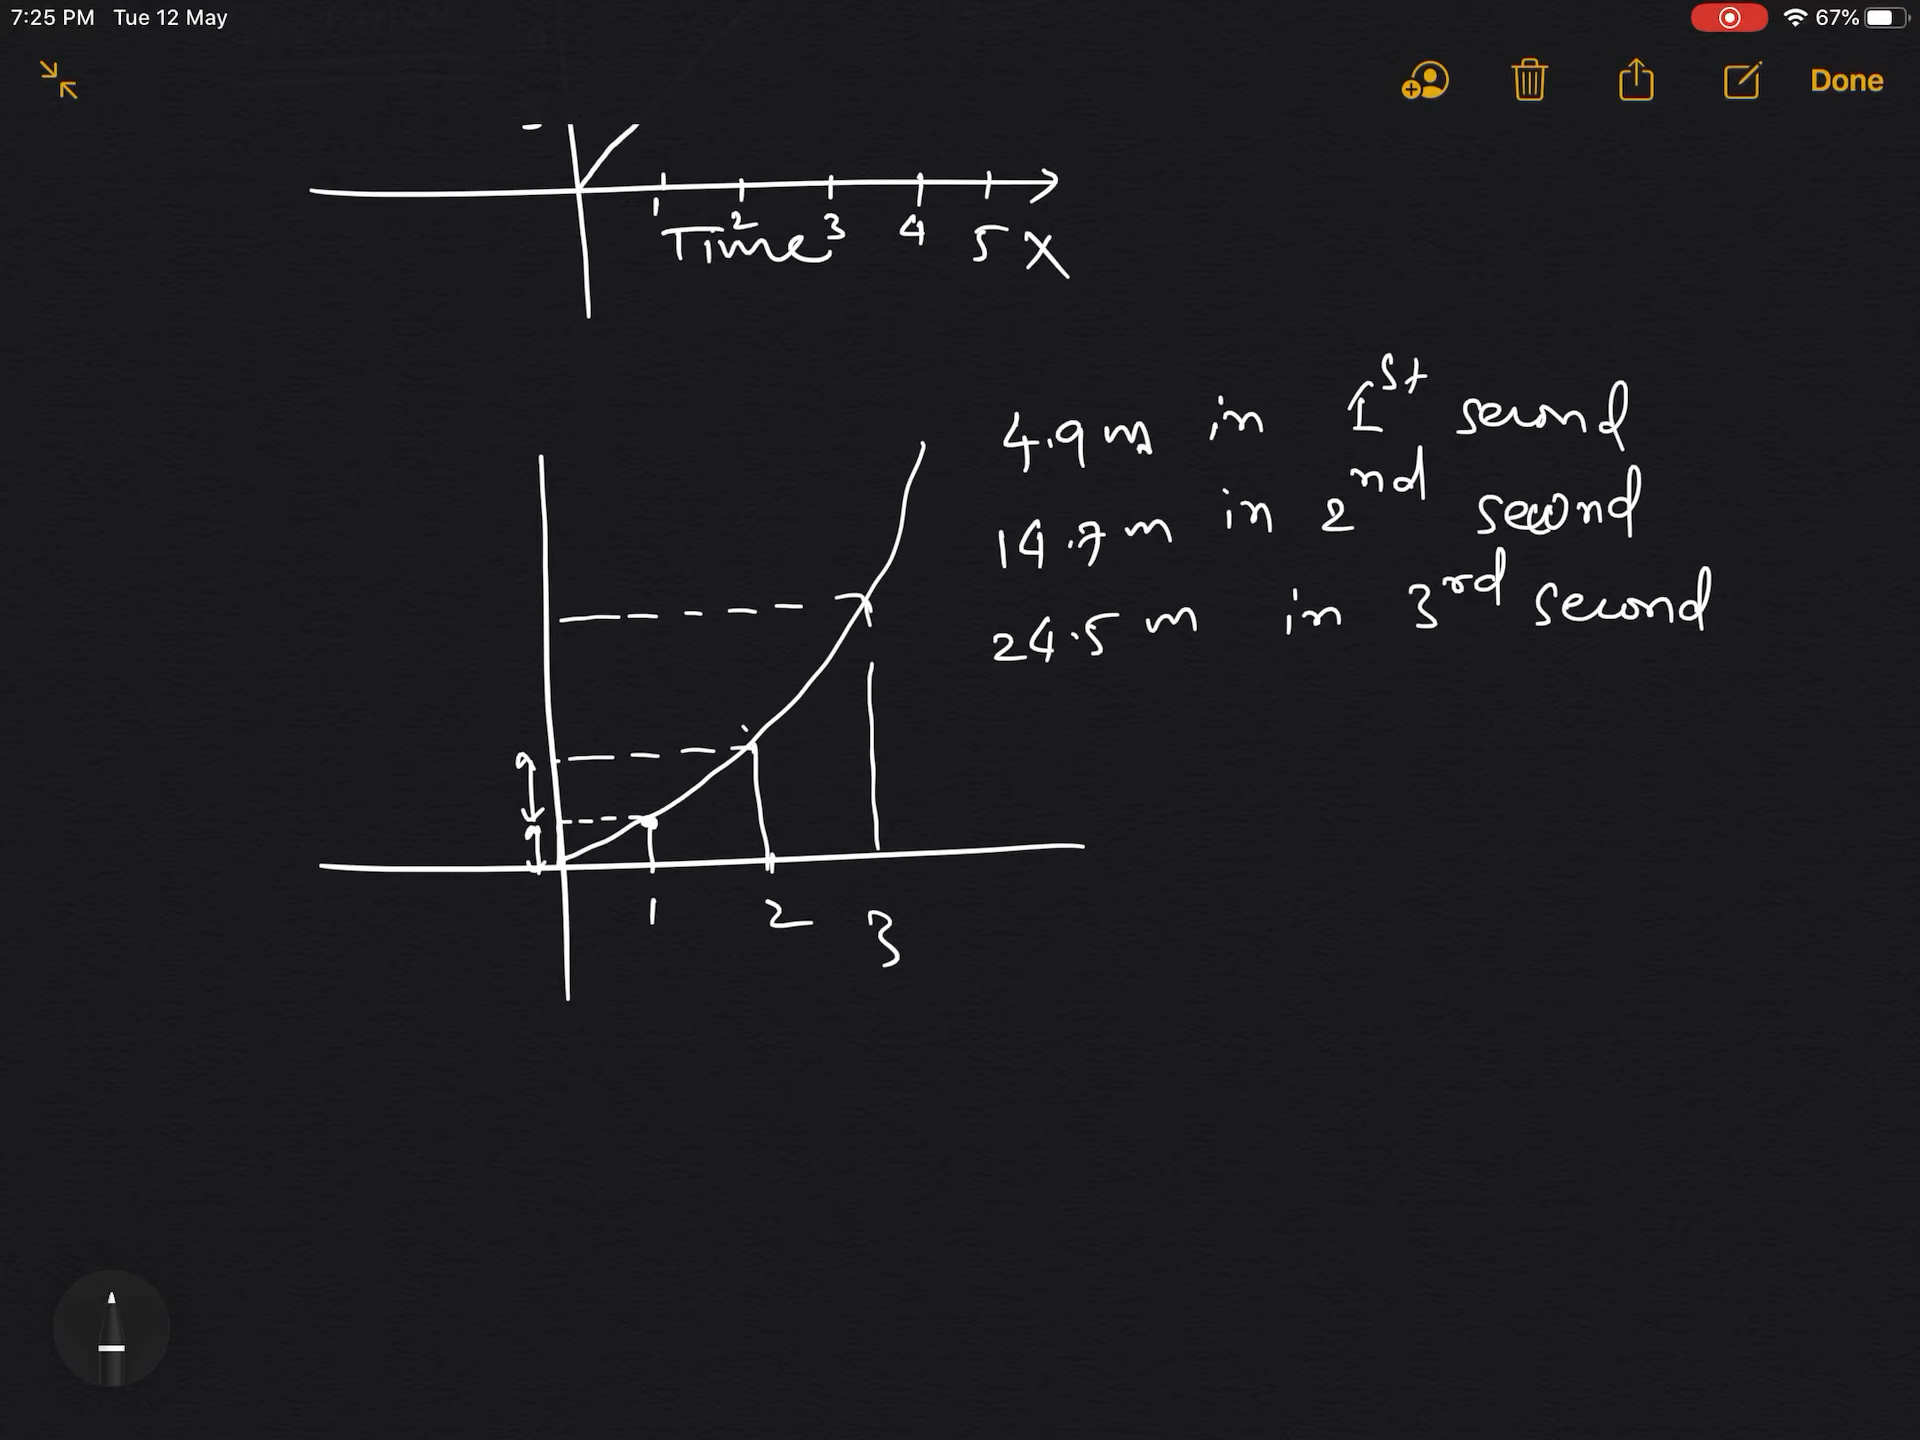 7:25 PM Tue 12 May
67%
Done
1 2 3 4 5 X
Time
4.9 m in 1st second
14.7 m in 2nd second
24.5 m in 3rd second
1 2 3